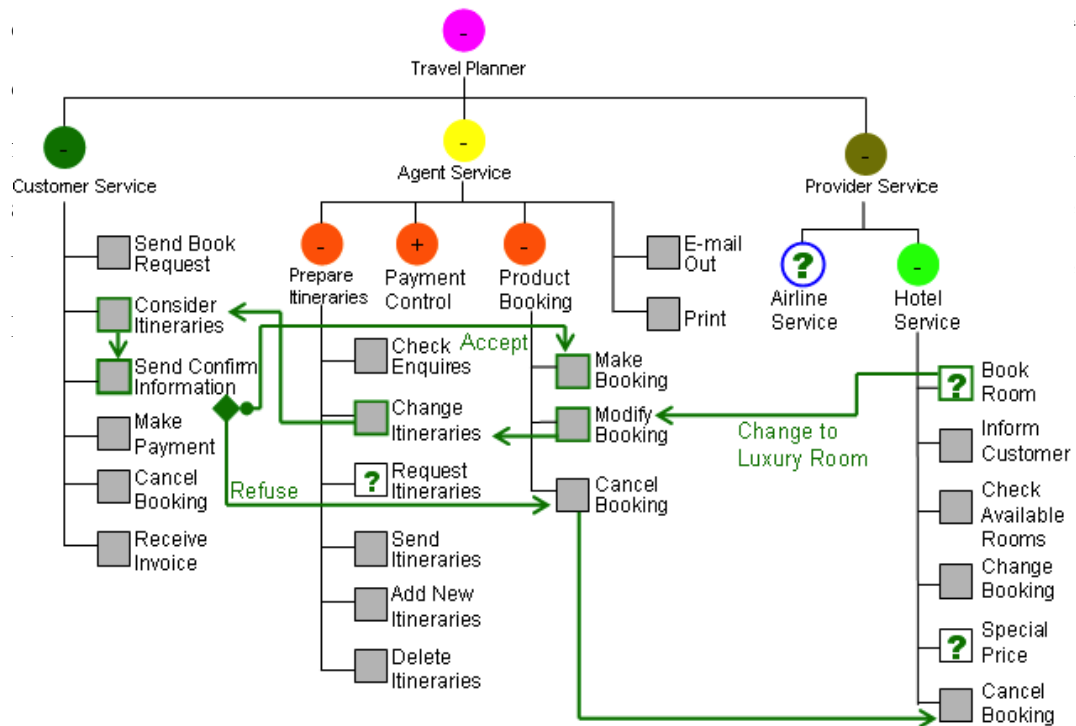 -
Travel Planner
-
Customer Service
-
Agent Service
-
Provider Service
Send Book
Request
Consider
Itineraries
Send Confirm
Information
Make
Payment
Cancel
Booking
Receive
Invoice
-
Prepare
Itineraries
+
Payment
Control
-
Product
Booking
E-mail
Out
Print
Check
Enquires
Change
Itineraries
?
Request
Itineraries
Send
Itineraries
Add New
Itineraries
Delete
Itineraries
Accept
Refuse
Make
Booking
Modify
Booking
Cancel
Booking
Change to
Luxury Room
?
Airline
Service
-
Hotel
Service
?
Book
Room
Inform
Customer
Check
Available
Rooms
Change
Booking
?
Special
Price
Cancel
Booking